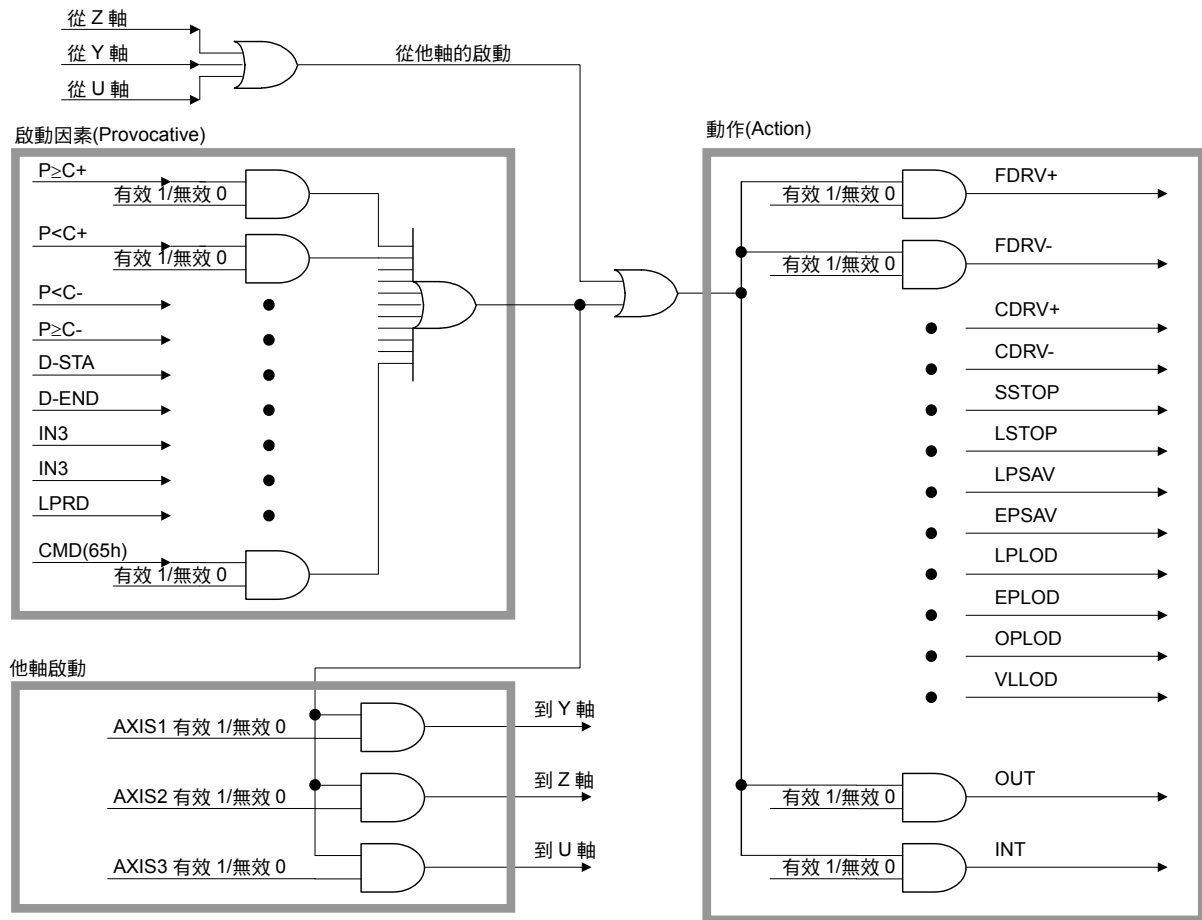 從 Z 軸
從 Y 軸
從 U 軸
從他軸的啟動
啟動因素(Provocative)
P≥C+
有效 1/無效 0
P<C+
有效 1/無效 0
P<C-
P≥C-
D-STA
D-END
IN3
IN3
LPRD
CMD(65h)
有效 1/無效 0
動作(Action)
FDRV+
有效 1/無效 0
FDRV-
有效 1/無效 0
CDRV+
CDRV-
SSTOP
LSTOP
LPSAV
EPSAV
LPLOD
EPLOD
OPLOD
VLLOD
OUT
有效 1/無效 0
INT
有效 1/無效 0
他軸啟動
AXIS1 有效 1/無效 0
到 Y 軸
AXIS2 有效 1/無效 0
到 Z 軸
AXIS3 有效 1/無效 0
到 U 軸